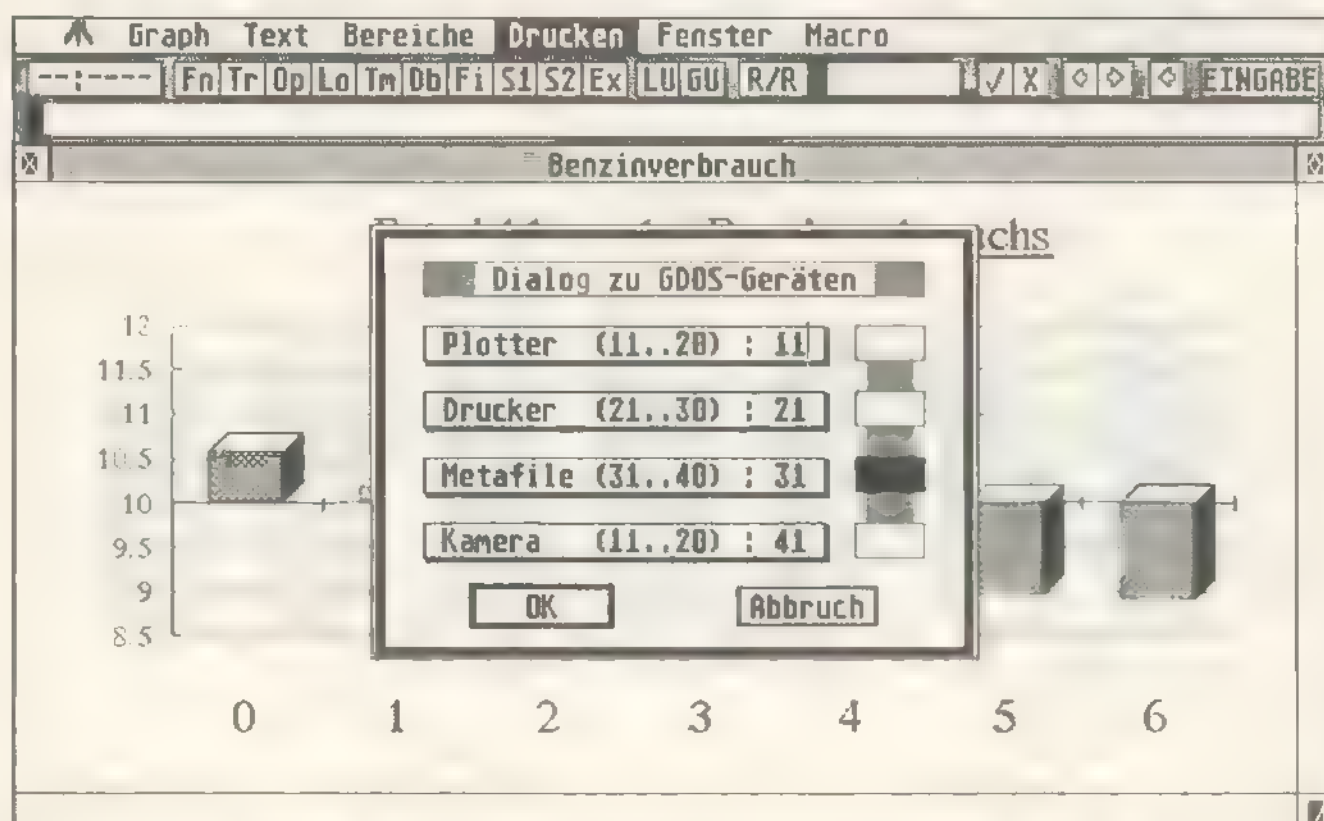 Graph Text Bereiche Drucken Fenster Macro
--:---- Fn Tr Op Lo Tm Db Fi S1 S2 Ex LU GU R/R √ X EINGABE
Benzinverbrauch
chs
Dialog zu GDOS-Geräten
Plotter (11..20) : 11
Drucker (21..30) : 21
Metafile (31..40) : 31
Kamera (11..20) : 41
OK Abbruch
12
11.5
11
10.5
10
9.5
9
8.5
0 1 2 3 4 5 6